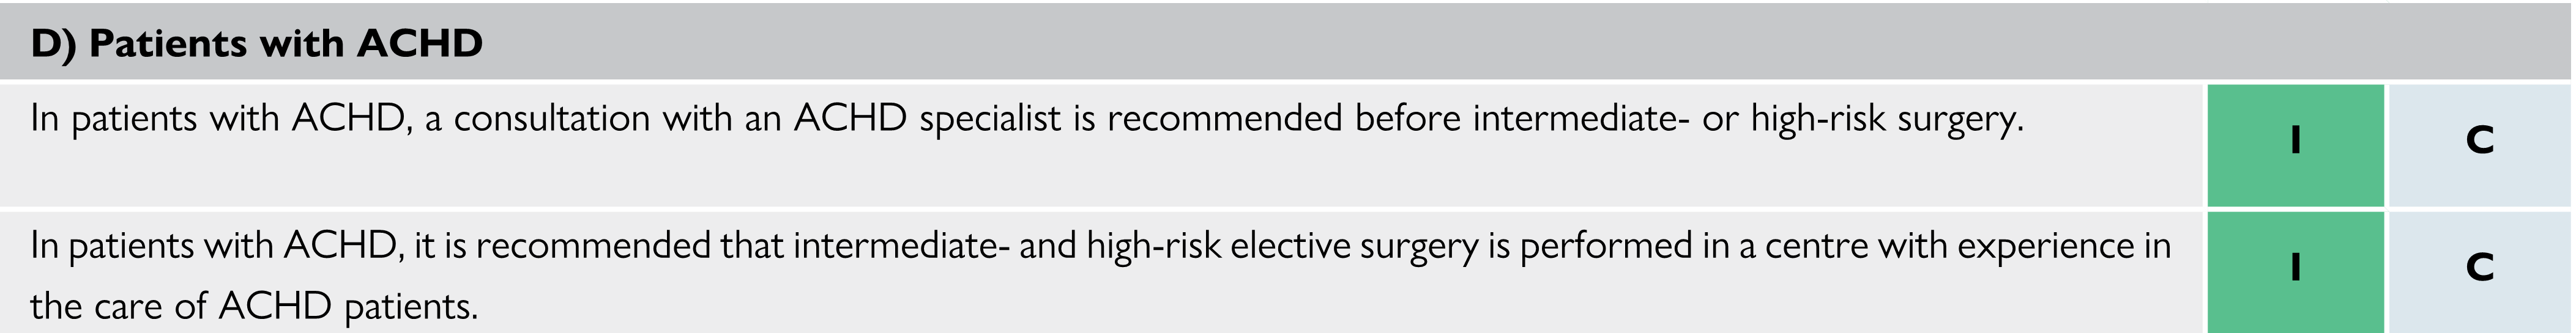 D) Patients with ACHD
In patients with ACHD, a consultation with an ACHD specialist is recommended before intermediate- or high-risk surgery.
I
C
In patients with ACHD, it is recommended that intermediate- and high-risk elective surgery is performed in a centre with experience in
the care of ACHD patients.
I
C